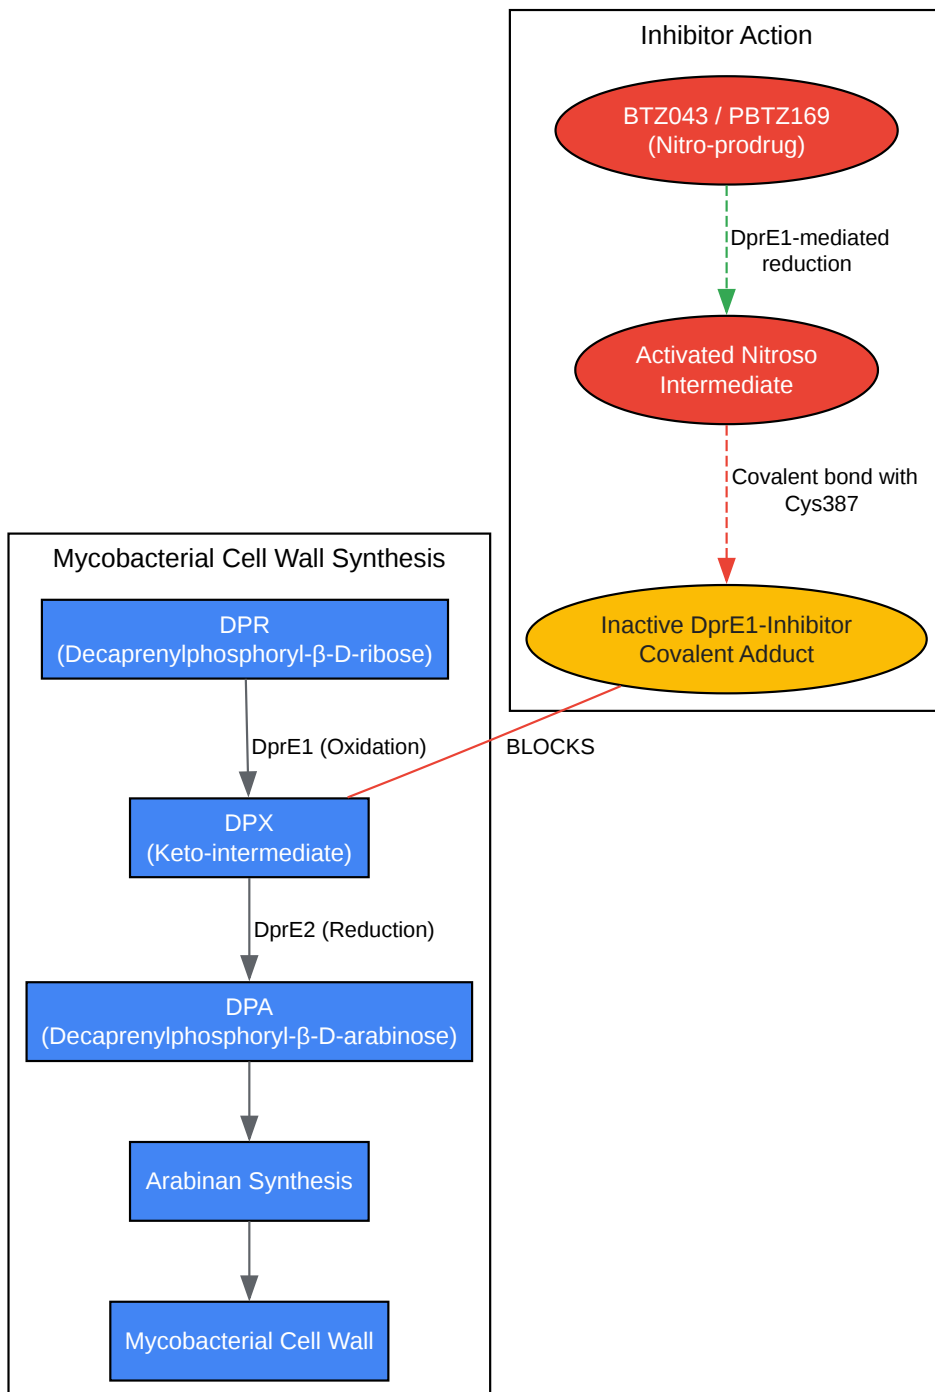 Inhibitor Action
BTZ043 / PBTZ169
(Nitro-prodrug)
DprE1-mediated
reduction
Activated Nitroso
Intermediate
Covalent bond with
Cys387
Inactive DprE1-Inhibitor
Covalent Adduct
BLOCKS
Mycobacterial Cell Wall Synthesis
DPR
(Decaprenylphosphoryl-β-D-ribose)
DprE1 (Oxidation)
DPX
(Keto-intermediate)
DprE2 (Reduction)
DPA
(Decaprenylphosphoryl-β-D-arabinose)
Arabinan Synthesis
Mycobacterial Cell Wall